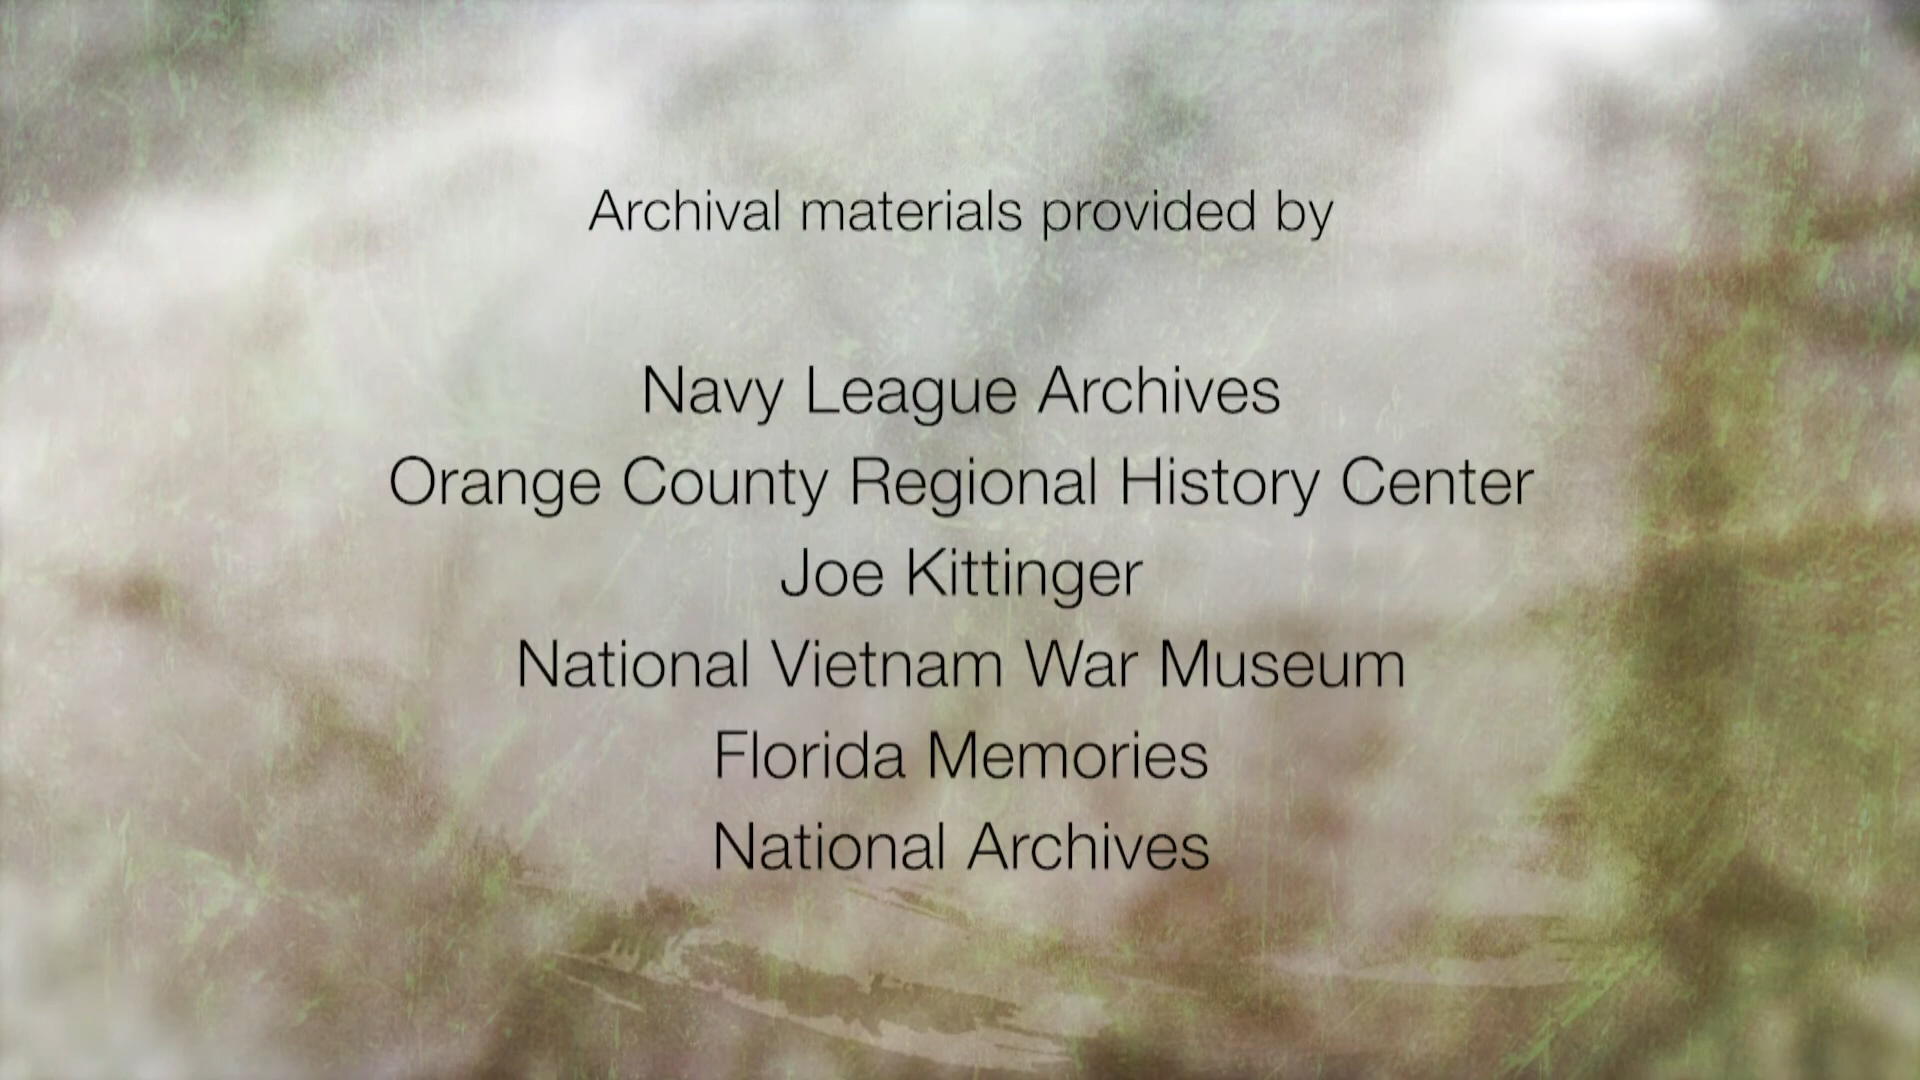 Archival materials provided by
Navy League Archives
Orange County Regional History Center
Joe Kittinger
National Vietnam War Museum
Florida Memories
National Archives